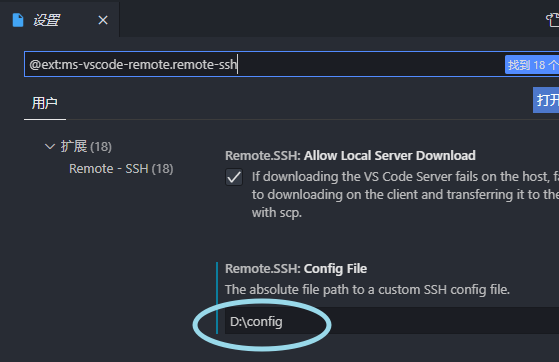 设置
@ext:ms-vscode-remote.remote-ssh
找到 18 个
用户
打开
扩展 (18)
Remote - SSH (18)
Remote.SSH: Allow Local Server Download
If downloading the VS Code Server fails on the host, fa
to downloading on the client and transferring it to the
with scp.
Remote.SSH: Config File
The absolute file path to a custom SSH config file.
D:\config